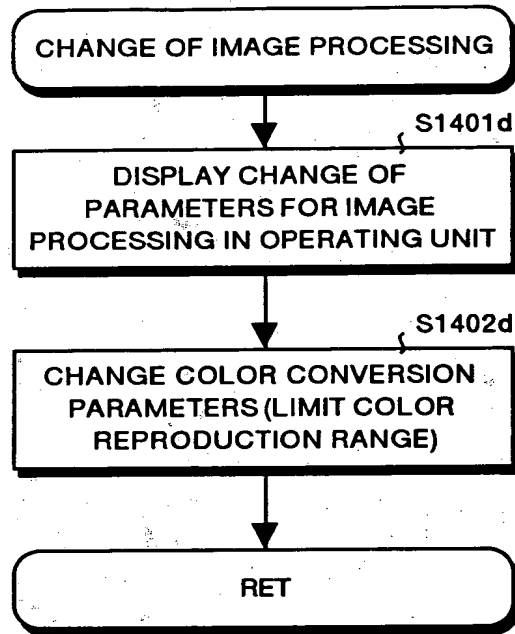 CHANGE OF IMAGE PROCESSING
S1401d
DISPLAY CHANGE OF
PARAMETERS FOR IMAGE
PROCESSING IN OPERATING UNIT
S1402d
CHANGE COLOR CONVERSION
PARAMETERS (LIMIT COLOR
REPRODUCTION RANGE)
RET